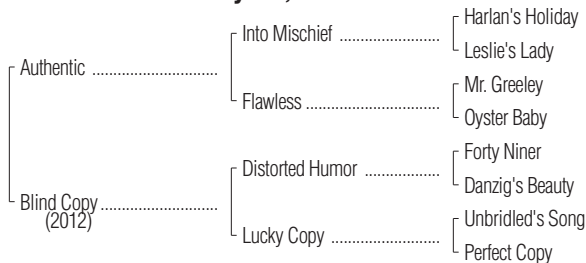 Harlan's Holiday
Into Mischief ....................
Leslie's Lady
Authentic .........................
Mr. Greeley
Flawless ..........................
Oyster Baby
Forty Niner
Distorted Humor ...............
Danzig's Beauty
Blind Copy.......................
(2012)
Unbridled's Song
Lucky Copy ......................
Perfect Copy